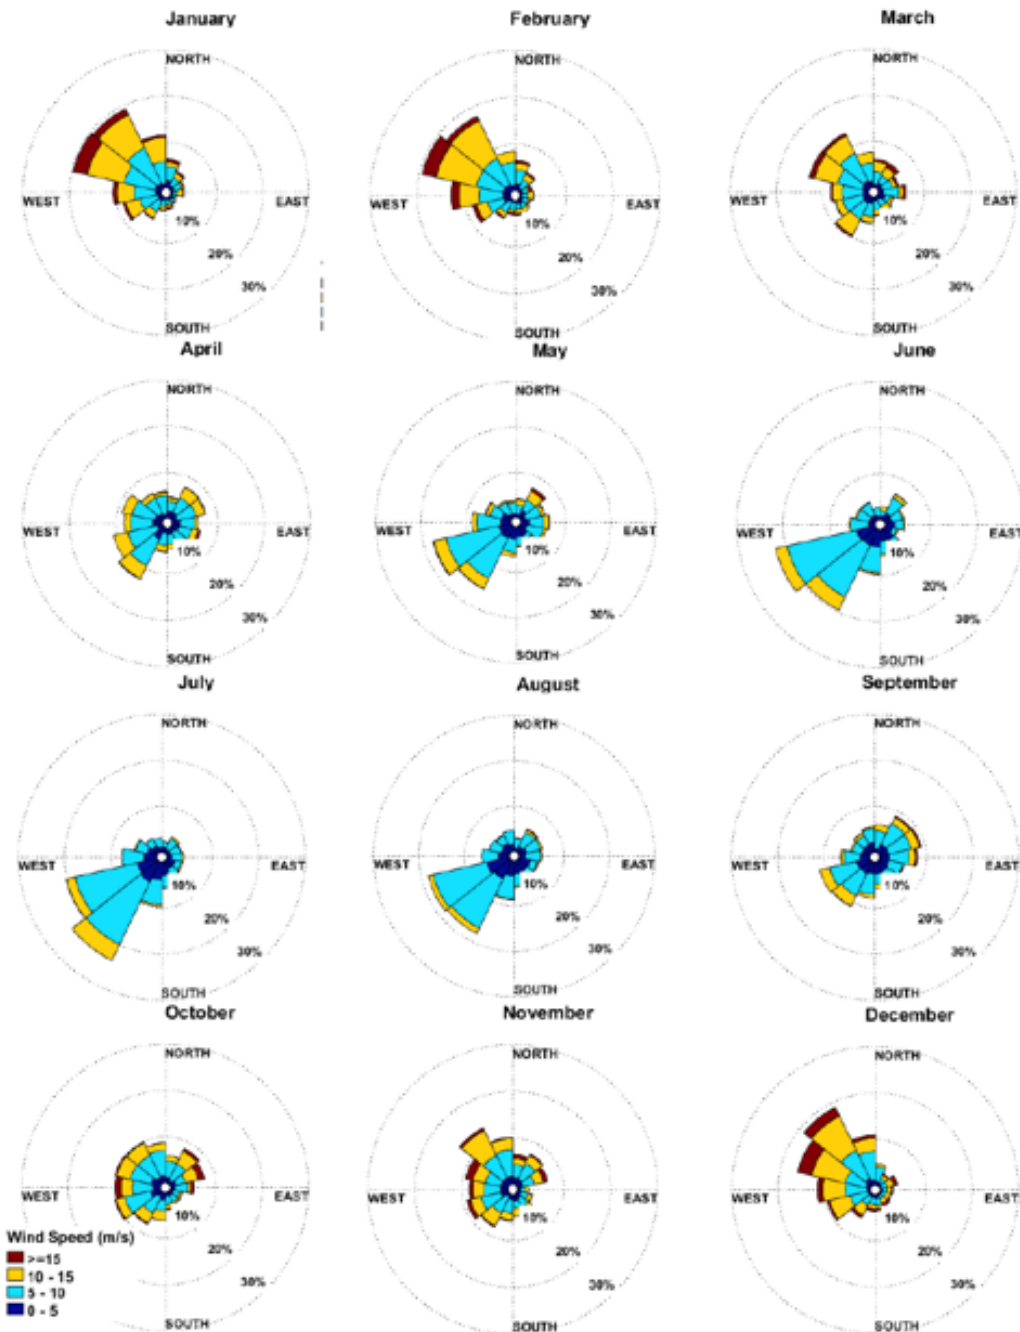 January
February
March
NORTH
NORTH
NORTH
WEST
EAST
WEST
EAST
WEST
EAST
10%
10%
10%
20%
20%
20%
30%
30%
30%
SOUTH
SOUTH
SOUTH
April
May
June
NORTH
NORTH
NORTH
WEST
EAST
WEST
EAST
WEST
EAST
10%
10%
10%
20%
20%
20%
30%
30%
30%
SOUTH
SOUTH
SOUTH
July
August
September
NORTH
NORTH
NORTH
WEST
EAST
WEST
EAST
WEST
EAST
10%
10%
10%
20%
20%
20%
30%
30%
30%
SOUTH
SOUTH
SOUTH
October
November
December
NORTH
NORTH
NORTH
WEST
EAST
WEST
EAST
WEST
EAST
10%
10%
10%
20%
20%
20%
30%
30%
30%
SOUTH
SOUTH
SOUTH
Wind Speed (m/s)
>=15
10 - 15
5 - 10
0 - 5